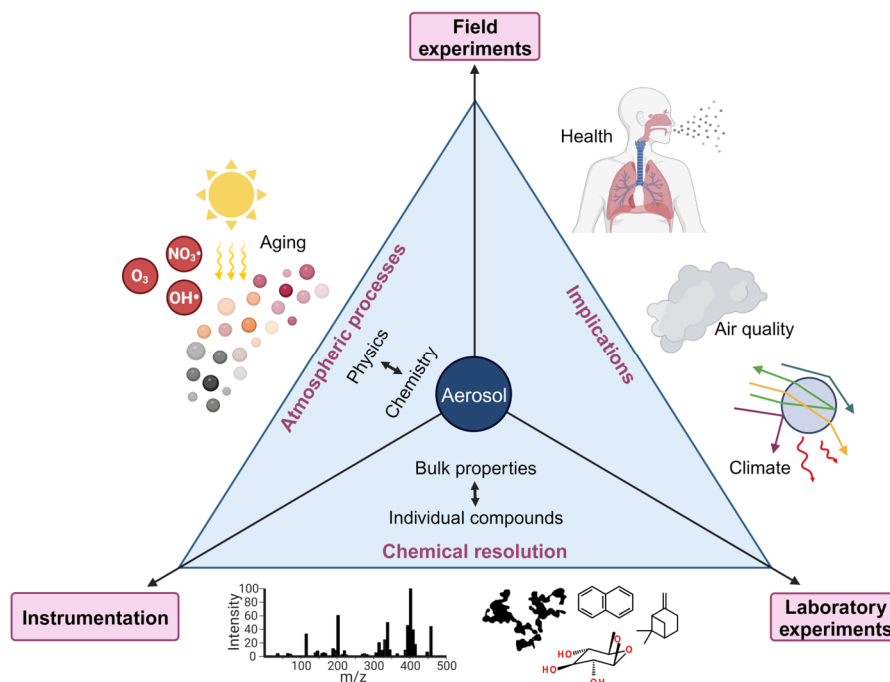 Field
experiments
Health
Aging
NO₃•
O₃
OH•
Atmospheric processes
Implications
Air quality
Physics
Chemistry
Aerosol
Climate
Bulk properties
Individual compounds
Chemical resolution
Instrumentation
Laboratory
experiments
Intensity
100
80
60
40
20
0
100
200
300
400
500
m/z
HO
HO
OH
O
O
OH